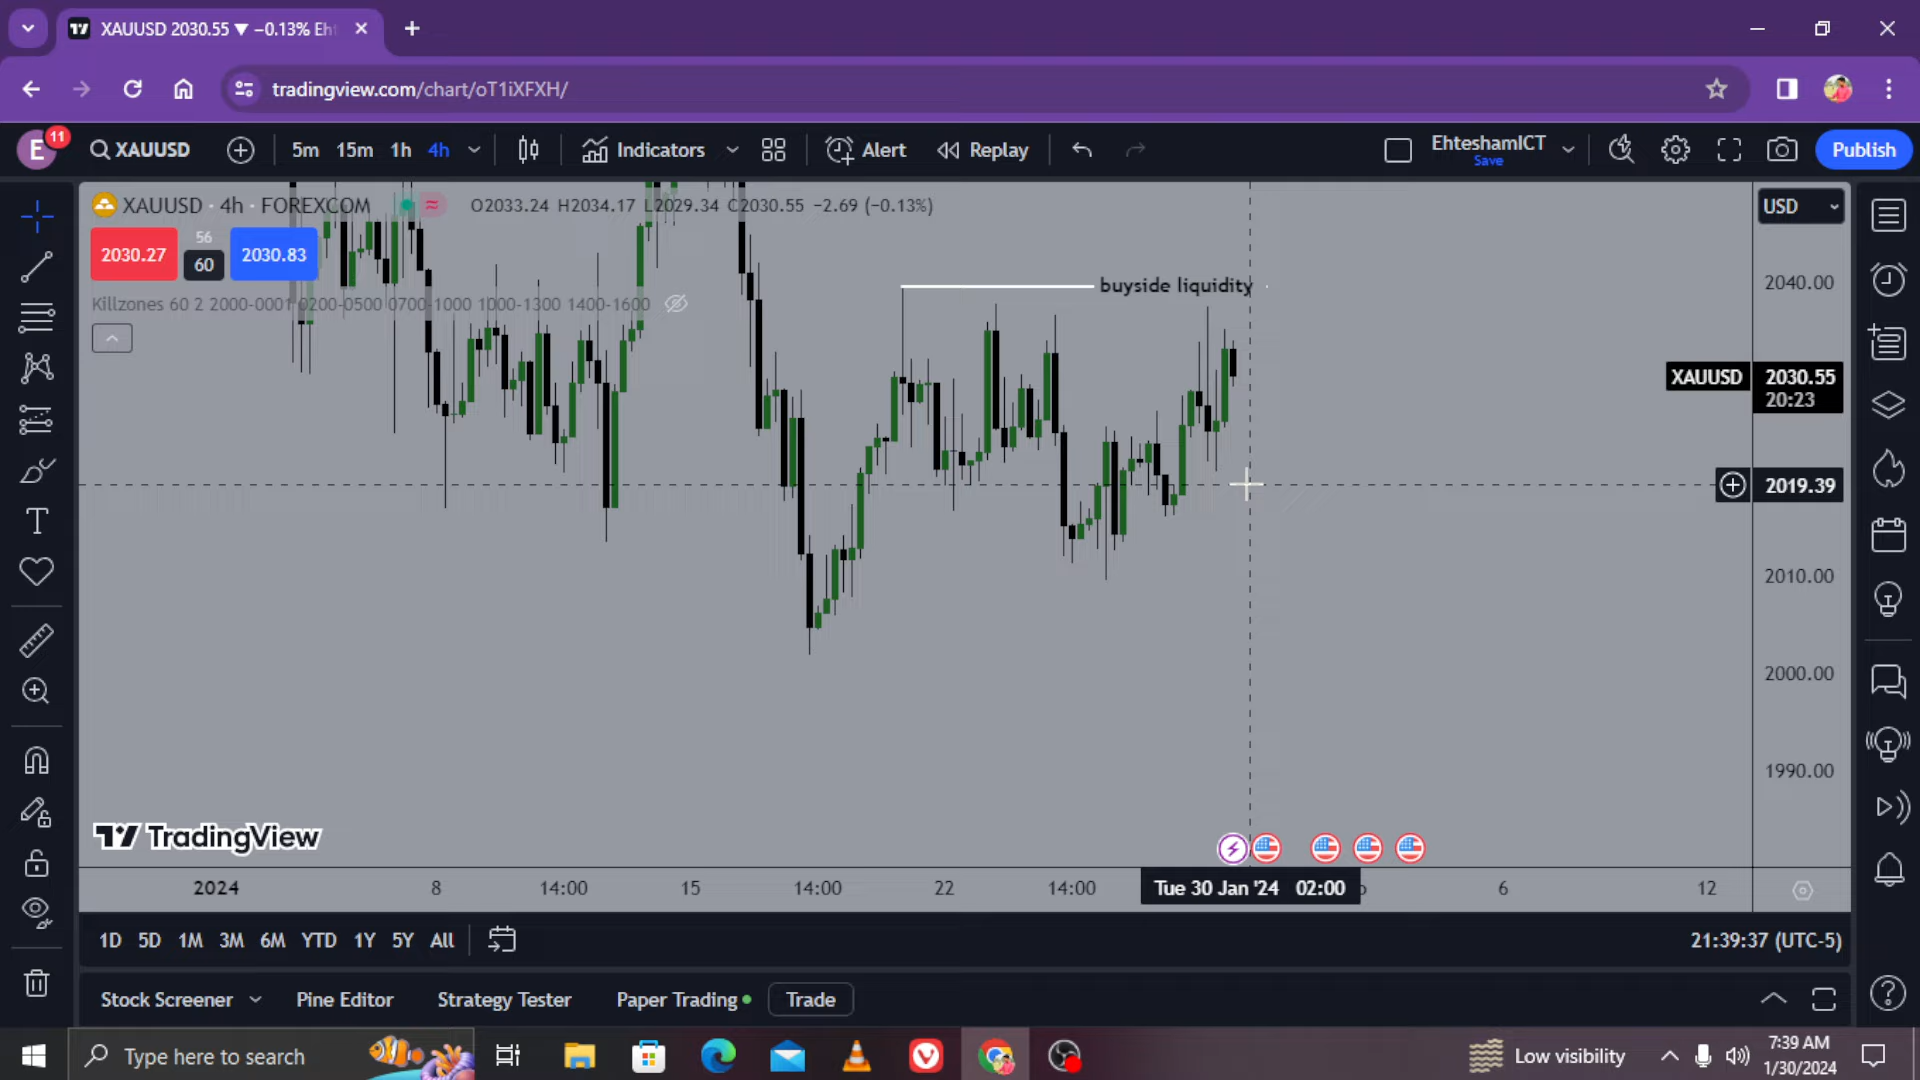 XAUUSD 2030.55 ▼ −0.13% Eht
tradingview.com/chart/oT1iXFXH/
E
11
XAUUSD
5m 15m 1h 4h
Indicators
Alert
Replay
EhteshamICT
Save
Publish
XAUUSD · 4h · FOREXCOM
O2033.24 H2034.17 L2029.34 C2030.55 −2.69 (−0.13%)
USD
2030.27
56
60
2030.83
Killzones 60 2 2000-0001 0200-0500 0700-1000 1000-1300 1400-1600
buyside liquidity
2040.00
XAUUSD 2030.55
20:23
2019.39
2010.00
2000.00
1990.00
TradingView
2024 8 14:00 15 14:00 22 14:00 Tue 30 Jan '24 02:00 6 12
1D 5D 1M 3M 6M YTD 1Y 5Y All
21:39:37 (UTC-5)
Stock Screener Pine Editor Strategy Tester Paper Trading Trade
Type here to search
Low visibility
7:39 AM
1/30/2024